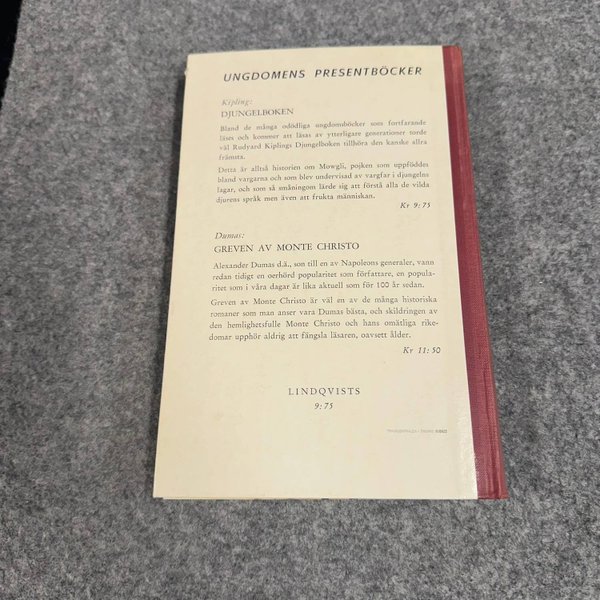 UNGDOMENS PRESENTBÖCKER
Kipling:
DJUNGELBOKEN
Bland de många odödliga ungdomsböcker som fortfarande
läses och kommer att läsas av ytterligare generationer torde
väl Rudyard Kiplings Djungelboken tillhöra den kanske allra
främsta.
Detta är alltså historien om Mowgli, pojken som uppföddes
bland vargarna och som blev undervisad av vargfar i djungelns
lagar, och som så småningom lärde sig att förstå alla de vilda
djurens språk men även att frukta människan.
Kr 9:75
Dumas:
GREVEN AV MONTE CHRISTO
Alexander Dumas d.ä., son till en av Napoleons generaler, vann
redan tidigt en oerhörd popularitet som författare, en popula-
ritet som i våra dagar är lika aktuell som för 100 år sedan.
Greven av Monte Christo är väl en av de många historiska
romaner som man anser vara Dumas bästa, och skildringen av
den hemlighetsfulle Monte Christo och hans omätliga rike-
domar upphör aldrig att fängsla läsaren, oavsett ålder.
Kr 11:50
LINDQVISTS
9:75